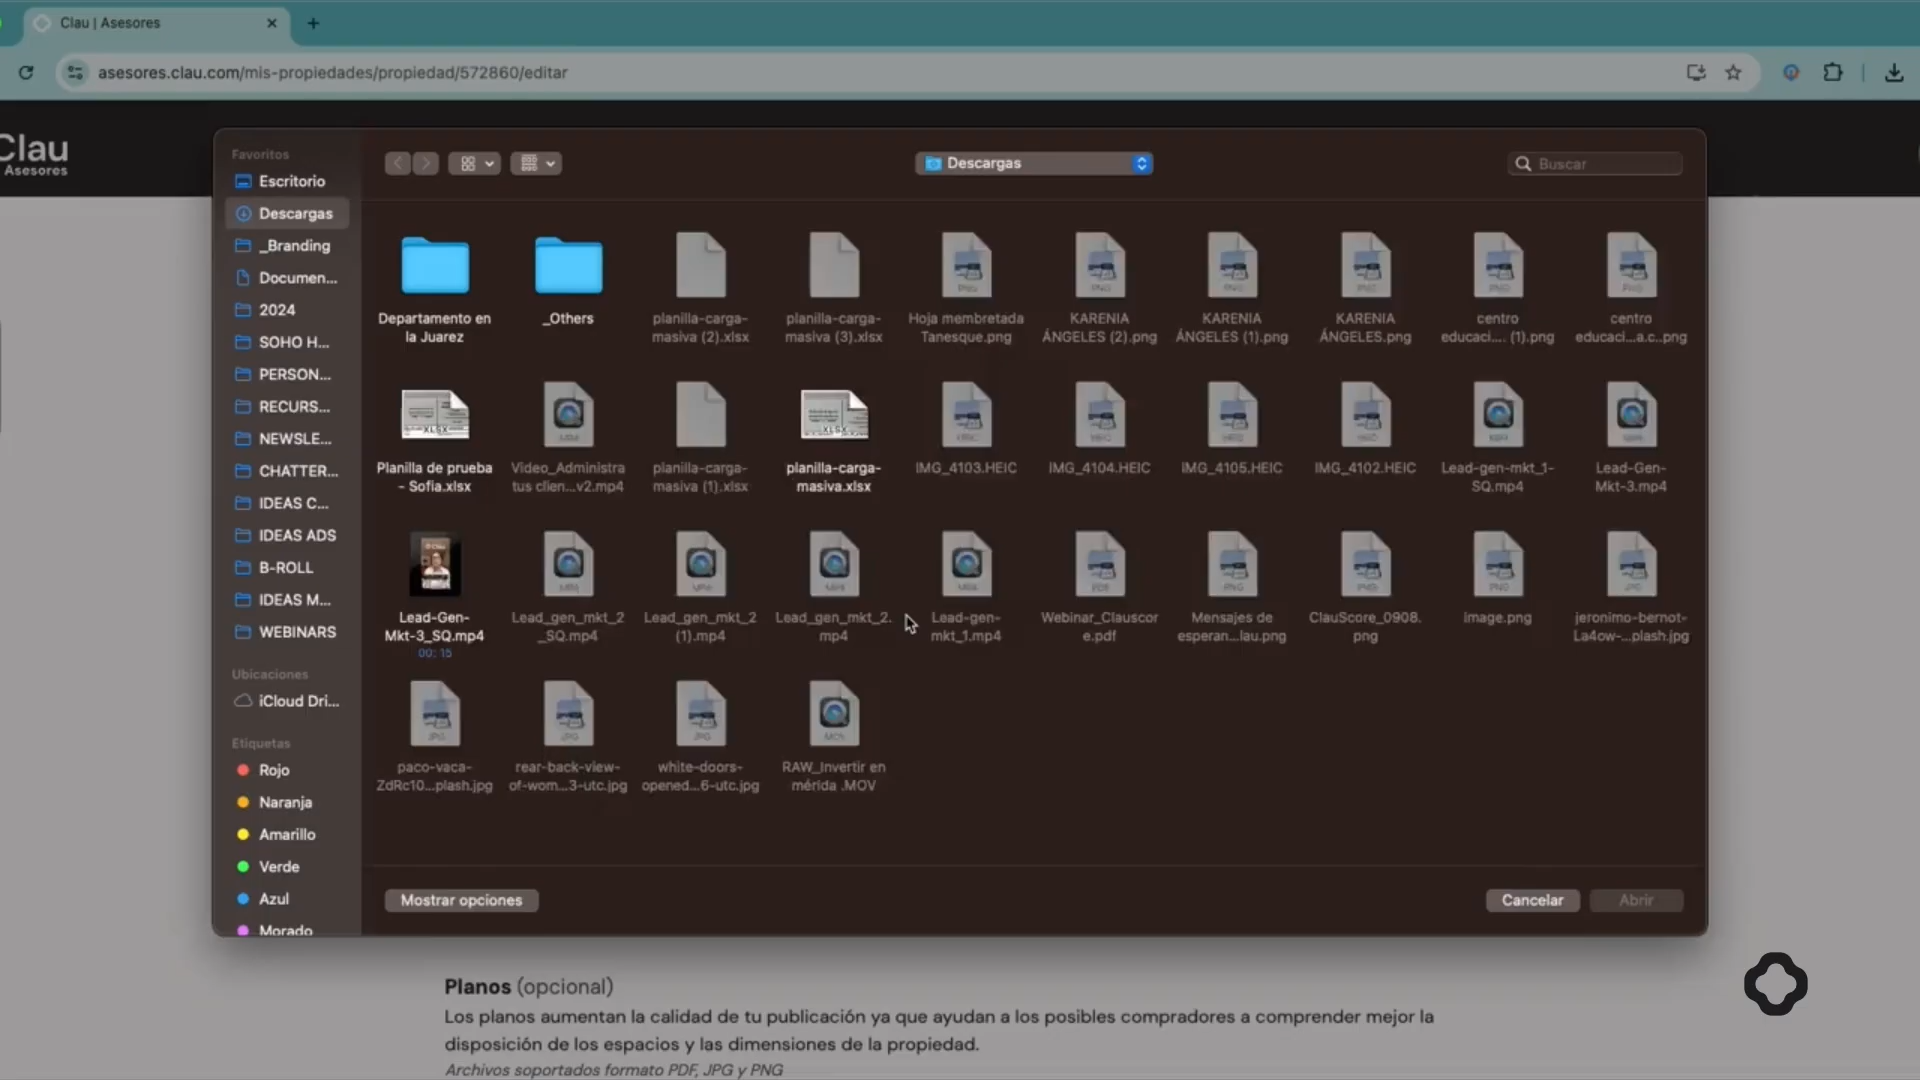 Clau | Asesores
asesores.clau.com/mis-propiedades/propiedad/572860/editar
Clau
Asesores
Favoritos
Escritorio
Descargas
_Branding
Documen...
2024
SOHO H...
PERSON...
RECURS...
NEWSLE...
CHATTER...
IDEAS C...
IDEAS ADS
B-ROLL
IDEAS M...
WEBINARS
Ubicaciones
iCloud Dri...
Etiquetas
Rojo
Naranja
Amarillo
Verde
Azul
Morado
Descargas
Buscar
Departamento en
la Juarez
_Others
planilla-carga-
masiva (2).xlsx
planilla-carga-
masiva (3).xlsx
Hoja membretada
Tanesque.png
KARENIA
ÁNGELES (2).png
KARENIA
ÁNGELES (1).png
KARENIA
ÁNGELES.png
centro
educaci.... (1).png
centro
educaci...a.c..png
Planilla de prueba
- Sofia.xlsx
Video_Administra
tus clien...v2.mp4
planilla-carga-
masiva (1).xlsx
planilla-carga-
masiva.xlsx
IMG_4103.HEIC
IMG_4104.HEIC
IMG_4105.HEIC
IMG_4102.HEIC
Lead-gen-mkt_1-
SQ.mp4
Lead-Gen-
Mkt-3.mp4
Lead-Gen-
Mkt-3_SQ.mp4
00:15
Lead_gen_mkt_2
_SQ.mp4
Lead_gen_mkt_2
(1).mp4
Lead_gen_mkt_2.
mp4
Lead-gen-
mkt_1.mp4
Webinar_Clauscor
e.pdf
Mensajes de
esperan...lau.png
ClauScore_0908.
png
image.png
jeronimo-bernot-
La4ow-...plash.jpg
paco-vaca-
ZdRc10...plash.jpg
rear-back-view-
of-wom...3-utc.jpg
white-doors-
opened...6-utc.jpg
RAW_Invertir en
mérida .MOV
Mostrar opciones
Cancelar
Abrir
Planos (opcional)
Los planos aumentan la calidad de tu publicación ya que ayudan a los posibles compradores a comprender mejor la
disposición de los espacios y las dimensiones de la propiedad.
Archivos soportados formato PDF, JPG y PNG